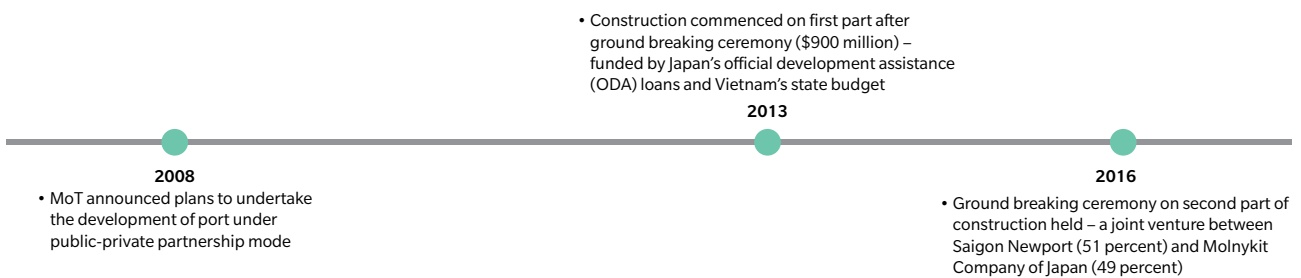 • Construction commenced on first part after
ground breaking ceremony ($900 million) –
funded by Japan's official development assistance
(ODA) loans and Vietnam's state budget
2013
2008
• MoT announced plans to undertake
the development of port under
public-private partnership mode
2016
• Ground breaking ceremony on second part of
construction held – a joint venture between
Saigon Newport (51 percent) and Molnykit
Company of Japan (49 percent)